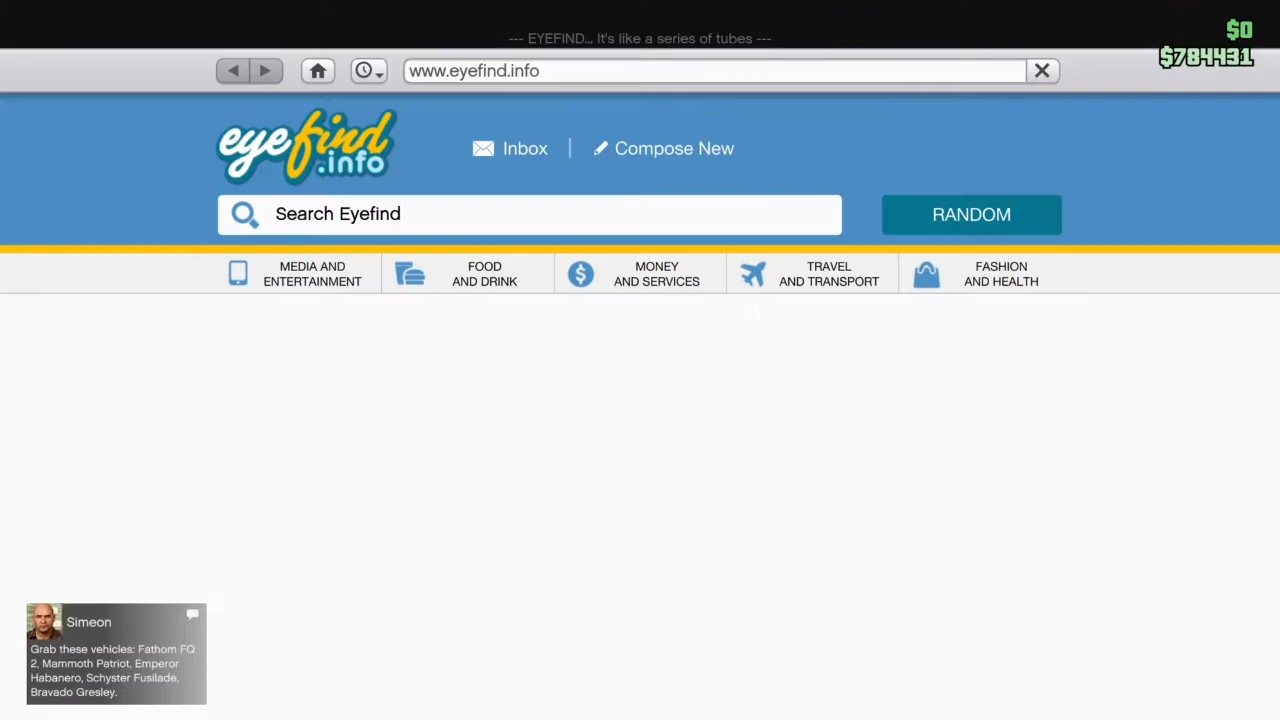 --- EYEFIND... It's like a series of tubes ---
$0
$784431
www.eyefind.info
eyefind
.info
Inbox
Compose New
Search Eyefind
RANDOM
MEDIA AND
ENTERTAINMENT
FOOD
AND DRINK
MONEY
AND SERVICES
TRAVEL
AND TRANSPORT
FASHION
AND HEALTH
Simeon
Grab these vehicles: Fathom FQ
2, Mammoth Patriot, Emperor
Habanero, Schyster Fusilade,
Bravado Gresley.